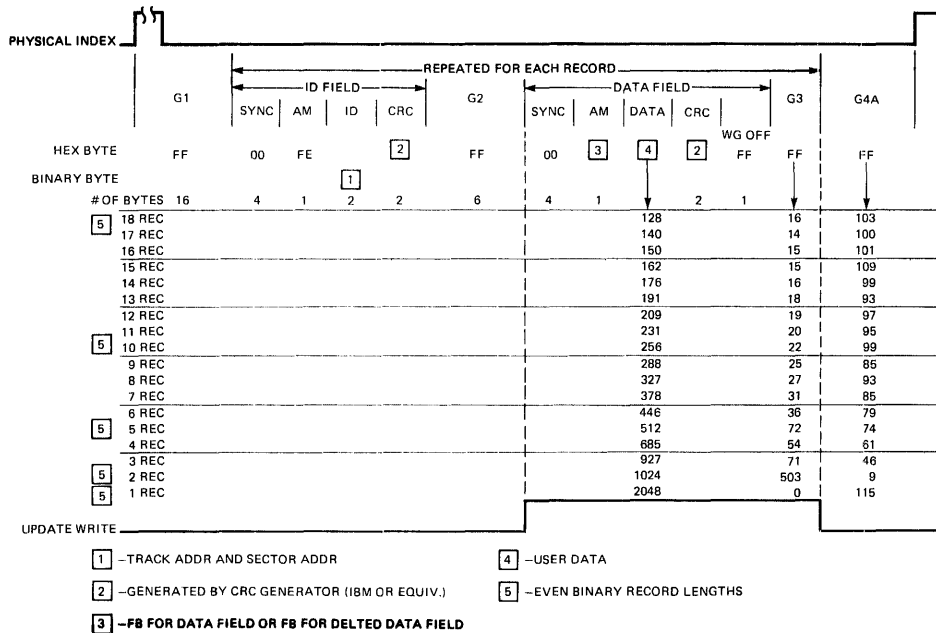 PHYSICAL INDEX
REPEATED FOR EACH RECORD
ID FIELD DATA FIELD
G1 SYNC AM ID CRC G2 SYNC AM DATA CRC G3 G4A
WG OFF
HEX BYTE FF 00 FE 2 FF 00 3 4 2 FF FF FF
BINARY BYTE 1
# OF BYTES 16 4 1 2 2 6 4 1 2 1
5 18 REC 128 16 103
17 REC 140 14 100
16 REC 150 15 101
15 REC 162 15 109
14 REC 176 16 99
13 REC 191 18 93
12 REC 209 19 97
11 REC 231 20 95
5 10 REC 256 22 99
9 REC 288 25 85
8 REC 327 27 93
7 REC 378 31 85
6 REC 446 36 79
5 5 REC 512 72 74
4 REC 685 54 61
3 REC 927 71 46
5 2 REC 1024 503 9
5 1 REC 2048 0 115
UPDATE WRITE
1 –TRACK ADDR AND SECTOR ADDR
4 –USER DATA
2 –GENERATED BY CRC GENERATOR (IBM OR EQUIV.)
5 –EVEN BINARY RECORD LENGTHS
3 –FB FOR DATA FIELD OR FB FOR DELTED DATA FIELD